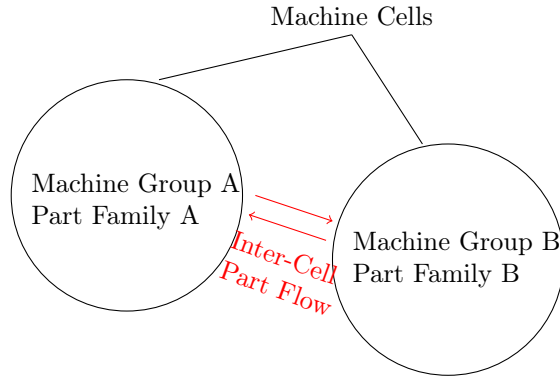 Machine Cells
Machine Group A
Part Family A
Inter-Cell
Part Flow
Machine Group B
Part Family B